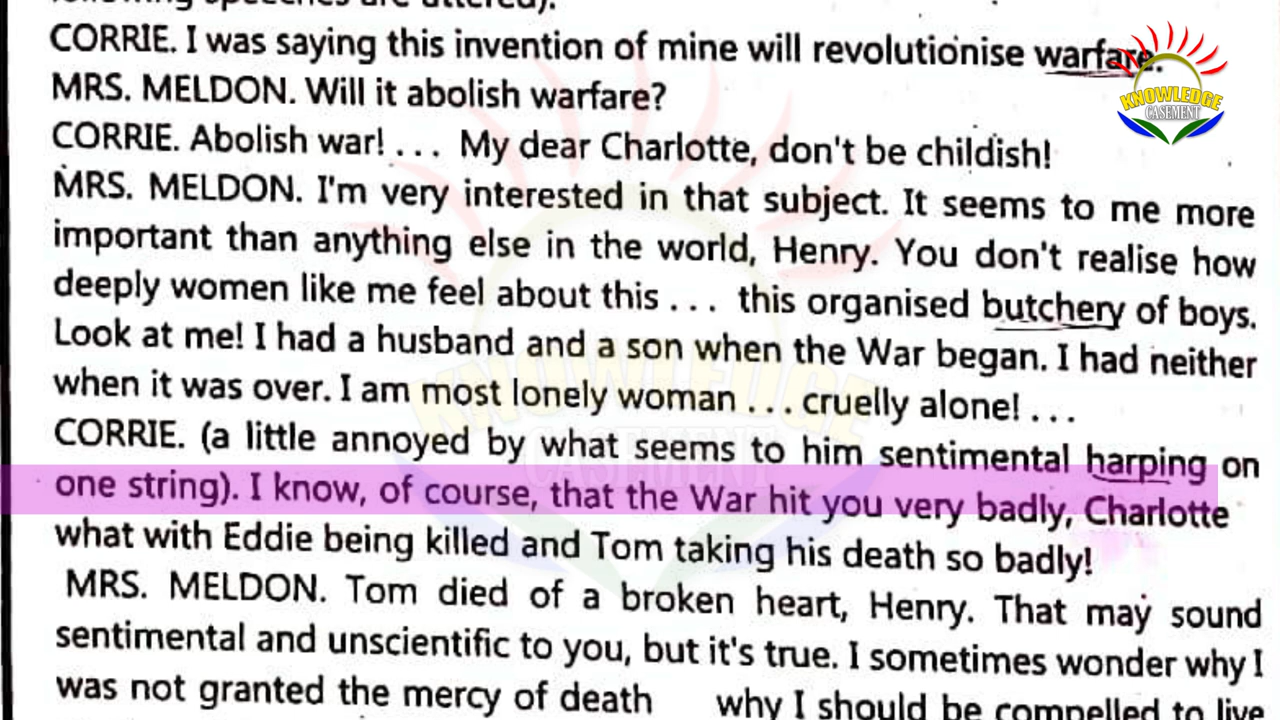 following speeches are uttered).
CORRIE. I was saying this invention of mine will revolutionise warfare.
MRS. MELDON. Will it abolish warfare?
CORRIE. Abolish war! . . . My dear Charlotte, don't be childish!
MRS. MELDON. I'm very interested in that subject. It seems to me more
important than anything else in the world, Henry. You don't realise how
deeply women like me feel about this . . . this organised butchery of boys.
Look at me! I had a husband and a son when the War began. I had neither
when it was over. I am most lonely woman . . . cruelly alone! . . .
CORRIE. (a little annoyed by what seems to him sentimental harping on
one string). I know, of course, that the War hit you very badly, Charlotte
what with Eddie being killed and Tom taking his death so badly!
MRS. MELDON. Tom died of a broken heart, Henry. That may sound
sentimental and unscientific to you, but it's true. I sometimes wonder why I
was not granted the mercy of death why I should be compelled to live
KNOWLEDGE
CASEMENT
KNOWLEDGE
CASEMENT